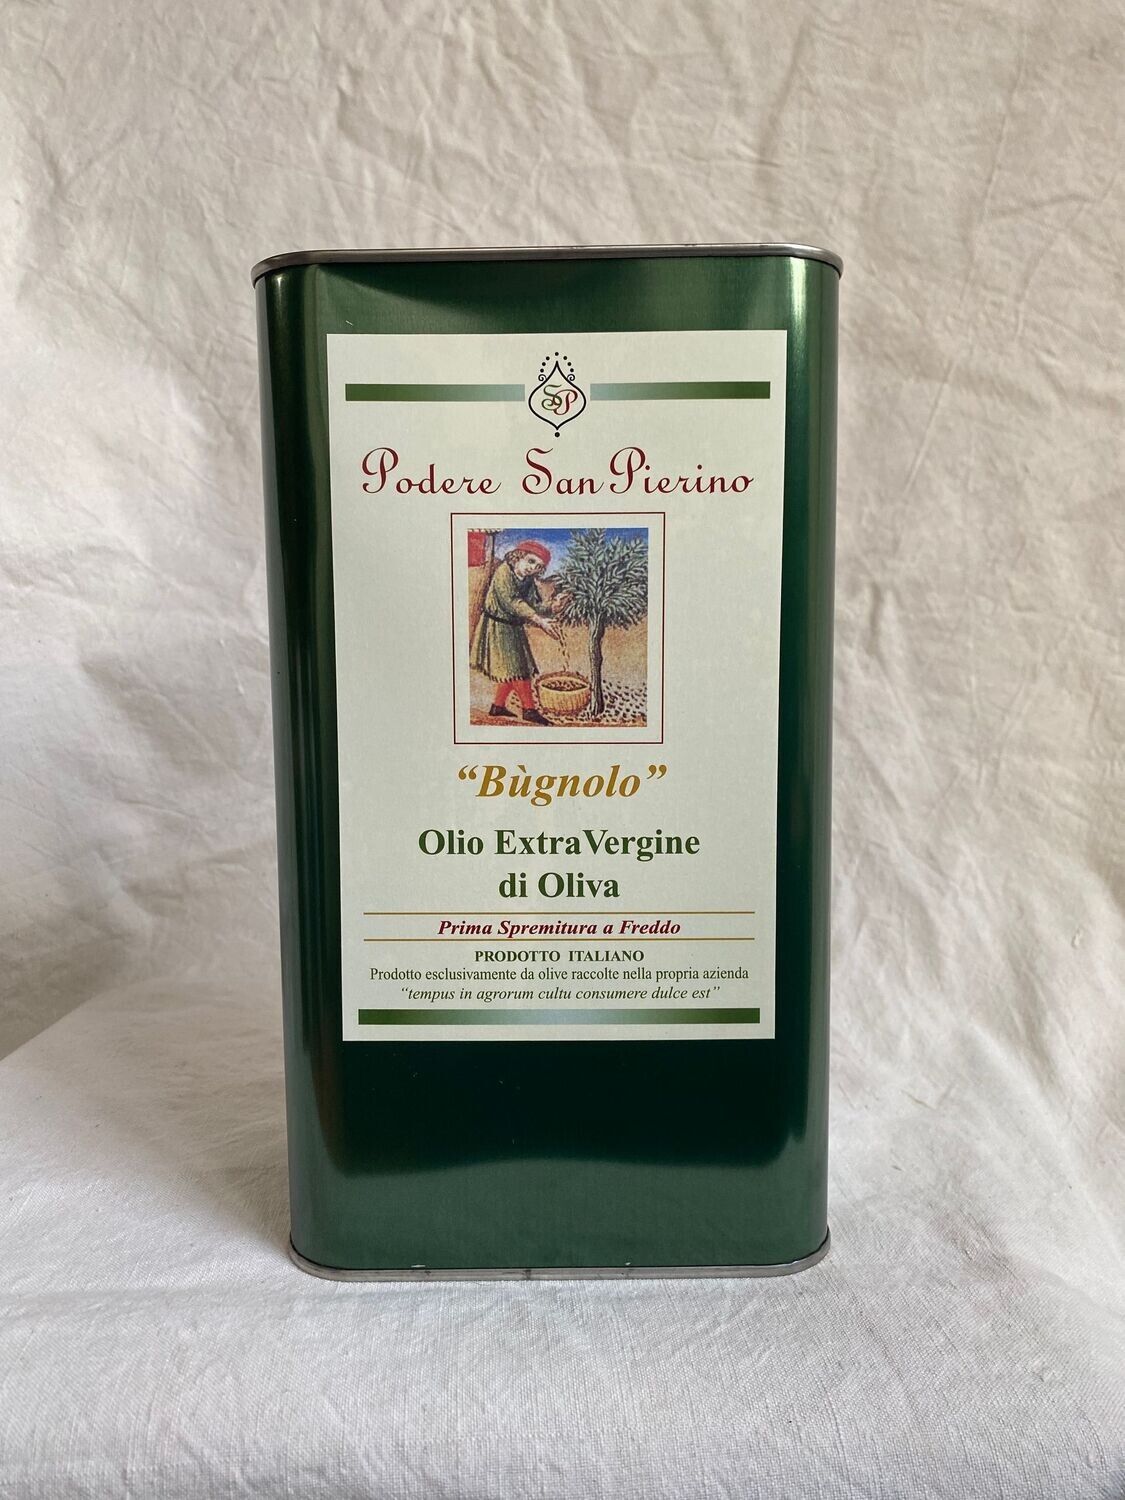 SP
Podere San Pierino
“Bùgnolo”
Olio ExtraVergine
di Oliva
Prima Spremitura a Freddo
PRODOTTO ITALIANO
Prodotto esclusivamente da olive raccolte nella propria azienda
“tempus in agrorum cultu consumere dulce est”